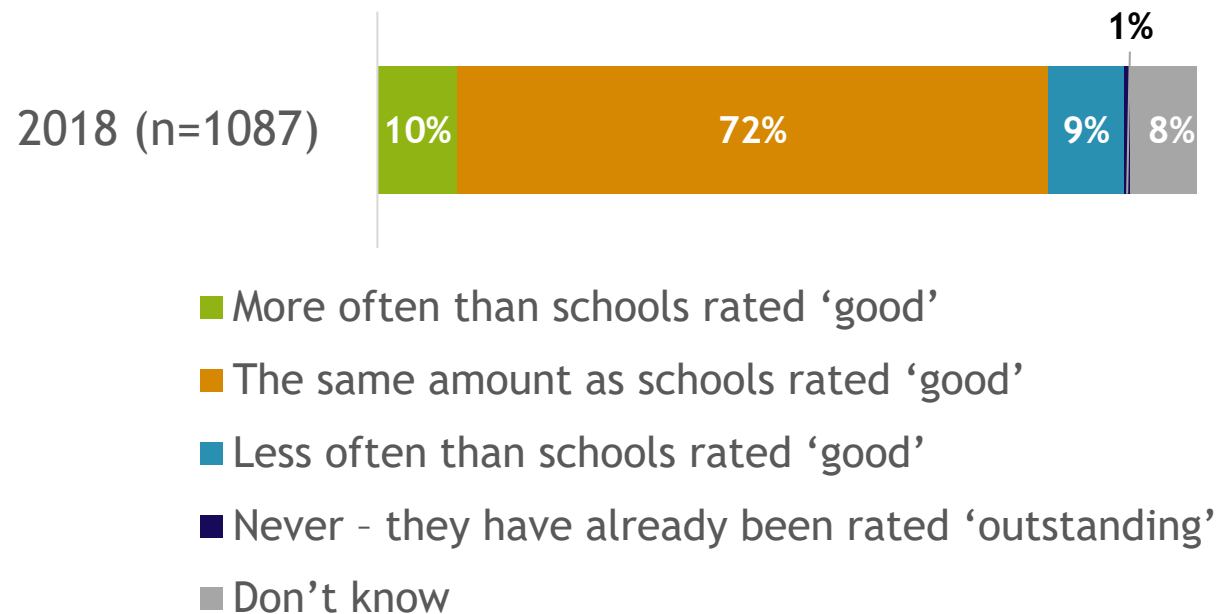 1%
2018 (n=1087)
10%
72%
9%
8%
More often than schools rated ‘good’
The same amount as schools rated ‘good’
Less often than schools rated ‘good’
Never – they have already been rated ‘outstanding’
Don’t know